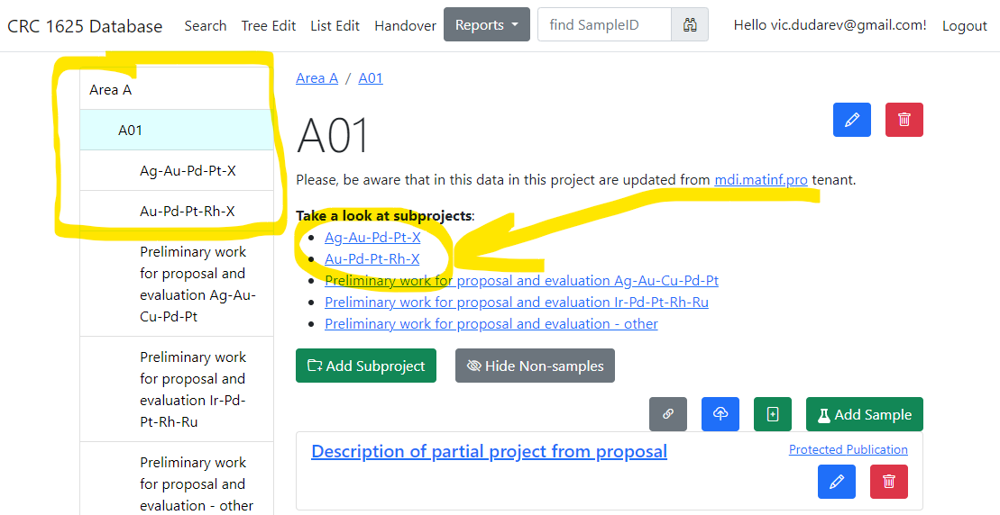 CRC 1625 Database Search Tree Edit List Edit Handover Reports find SampleID Hello vic.dudarev@gmail.com! Logout
Area A
A01
Ag-Au-Pd-Pt-X
Au-Pd-Pt-Rh-X
Preliminary work
for proposal and
evaluation Ag-Au-
Cu-Pd-Pt
Preliminary work
for proposal and
evaluation Ir-Pd-
Pt-Rh-Ru
Preliminary work
for proposal and
evaluation - other
Area A / A01
A01
Please, be aware that in this data in this project are updated from mdi.matinf.pro tenant.
Take a look at subprojects:
Ag-Au-Pd-Pt-X
Au-Pd-Pt-Rh-X
Preliminary work for proposal and evaluation Ag-Au-Cu-Pd-Pt
Preliminary work for proposal and evaluation Ir-Pd-Pt-Rh-Ru
Preliminary work for proposal and evaluation - other
Add Subproject Hide Non-samples
Add Sample
Description of partial project from proposal Protected Publication